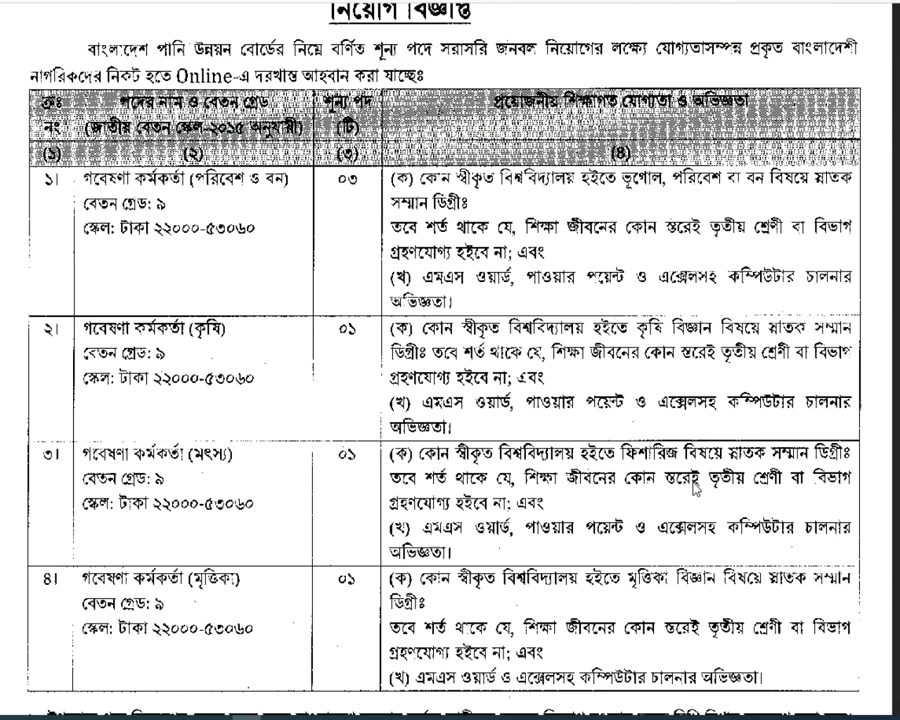 নিয়োগ বিজ্ঞপ্তি
বাংলাদেশ পানি উন্নয়ন বোর্ডের নিম্নে বর্ণিত শূন্য পদে সরাসরি জনবল নিয়োগের লক্ষ্যে যোগ্যতাসম্পন্ন প্রকৃত বাংলাদেশী
নাগরিকদের নিকট হতে Online-এ দরখাস্ত আহবান করা যাচ্ছেঃ
ক্রঃ নং
পদের নাম ও বেতন গ্রেড
(জাতীয় বেতন স্কেল-২০১৫ অনুযায়ী)
শূন্য পদ
(টি)
প্রয়োজনীয় শিক্ষাগত যোগ্যতা ও অভিজ্ঞতা
(১) (২) (৩) (৪)
১। গবেষণা কর্মকর্তা (পরিবেশ ও বন)
বেতন গ্রেড: ৯
স্কেল: টাকা ২২০০০-৫৩০৬০
০৩
(ক) কোন স্বীকৃত বিশ্ববিদ্যালয় হইতে ভূগোল, পরিবেশ বা বন বিষয়ে স্নাতক
সম্মান ডিগ্রীঃ
তবে শর্ত থাকে যে, শিক্ষা জীবনের কোন স্তরেই তৃতীয় শ্রেণী বা বিভাগ
গ্রহণযোগ্য হইবে না; এবং
(খ) এমএস ওয়ার্ড, পাওয়ার পয়েন্ট ও এক্সেলসহ কম্পিউটার চালনার
অভিজ্ঞতা।
২। গবেষণা কর্মকর্তা (কৃষি)
বেতন গ্রেড: ৯
স্কেল: টাকা ২২০০০-৫৩০৬০
০১
(ক) কোন স্বীকৃত বিশ্ববিদ্যালয় হইতে কৃষি বিজ্ঞান বিষয়ে স্নাতক সম্মান
ডিগ্রীঃ তবে শর্ত থাকে যে, শিক্ষা জীবনের কোন স্তরেই তৃতীয় শ্রেণী বা বিভাগ
গ্রহণযোগ্য হইবে না; এবং
(খ) এমএস ওয়ার্ড, পাওয়ার পয়েন্ট ও এক্সেলসহ কম্পিউটার চালনার
অভিজ্ঞতা।
৩। গবেষণা কর্মকর্তা (মৎস্য)
বেতন গ্রেড: ৯
স্কেল: টাকা ২২০০০-৫৩০৬০
০১
(ক) কোন স্বীকৃত বিশ্ববিদ্যালয় হইতে ফিশারিজ বিষয়ে স্নাতক সম্মান ডিগ্রীঃ
তবে শর্ত থাকে যে, শিক্ষা জীবনের কোন স্তরেই তৃতীয় শ্রেণী বা বিভাগ
গ্রহণযোগ্য হইবে না; এবং
(খ) এমএস ওয়ার্ড, পাওয়ার পয়েন্ট ও এক্সেলসহ কম্পিউটার চালনার
অভিজ্ঞতা।
৪। গবেষণা কর্মকর্তা (মৃত্তিকা)
বেতন গ্রেড: ৯
স্কেল: টাকা ২২০০০-৫৩০৬০
০১
(ক) কোন স্বীকৃত বিশ্ববিদ্যালয় হইতে মৃত্তিকা বিজ্ঞান বিষয়ে স্নাতক সম্মান
ডিগ্রীঃ
তবে শর্ত থাকে যে, শিক্ষা জীবনের কোন স্তরেই তৃতীয় শ্রেণী বা বিভাগ
গ্রহণযোগ্য হইবে না; এবং
(খ) এমএস ওয়ার্ড ও এক্সেলসহ কম্পিউটার চালনার অভিজ্ঞতা।